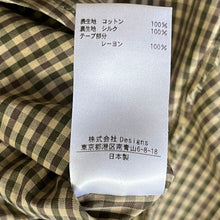 表生地 コットン 100%
裏生地 シルク 100%
テープ部分
レーヨン 100%
株式会社 Designs
東京都港区南青山6-8-18
日本製